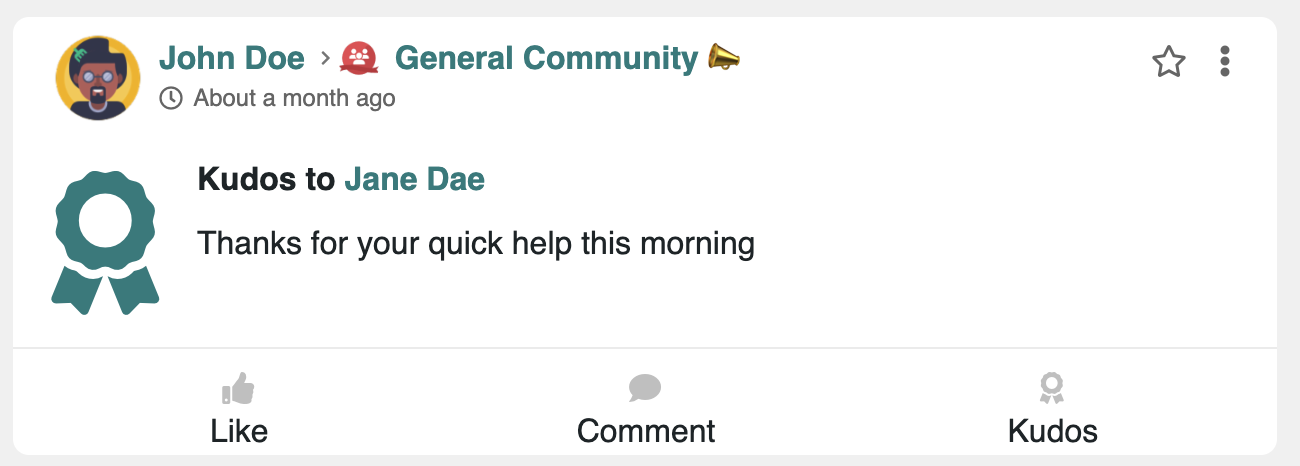 John Doe › General Community
About a month ago
Kudos to Jane Dae
Thanks for your quick help this morning
Like Comment Kudos